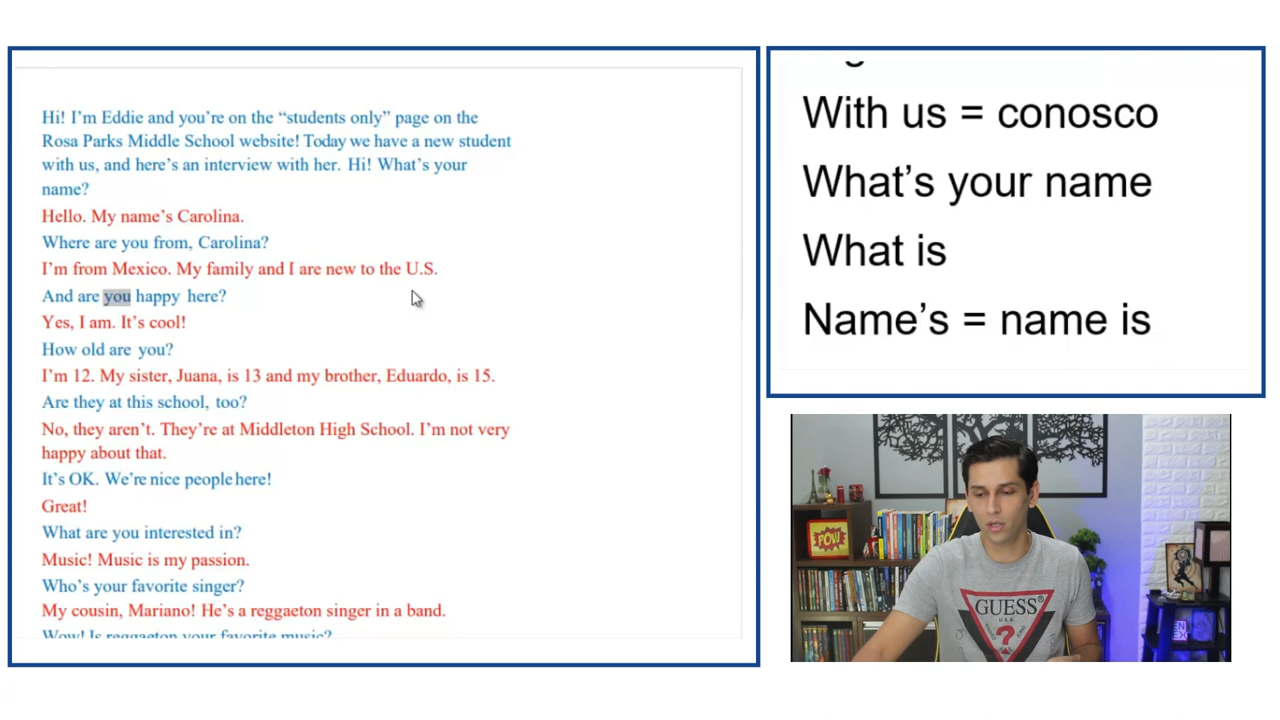 Hi! I'm Eddie and you're on the “students only” page on the
Rosa Parks Middle School website! Today we have a new student
with us, and here's an interview with her. Hi! What's your
name?
Hello. My name's Carolina.
Where are you from, Carolina?
I'm from Mexico. My family and I are new to the U.S.
And are you happy here?
Yes, I am. It's cool!
How old are you?
I'm 12. My sister, Juana, is 13 and my brother, Eduardo, is 15.
Are they at this school, too?
No, they aren't. They're at Middleton High School. I'm not very
happy about that.
It's OK. We're nice people here!
Great!
What are you interested in?
Music! Music is my passion.
Who's your favorite singer?
My cousin, Mariano! He's a reggaeton singer in a band.
Wow! Is reggaeton your favorite music?
With us = conosco
What's your name
What is
Name's = name is
POW
GUESS
U.S.A.
?